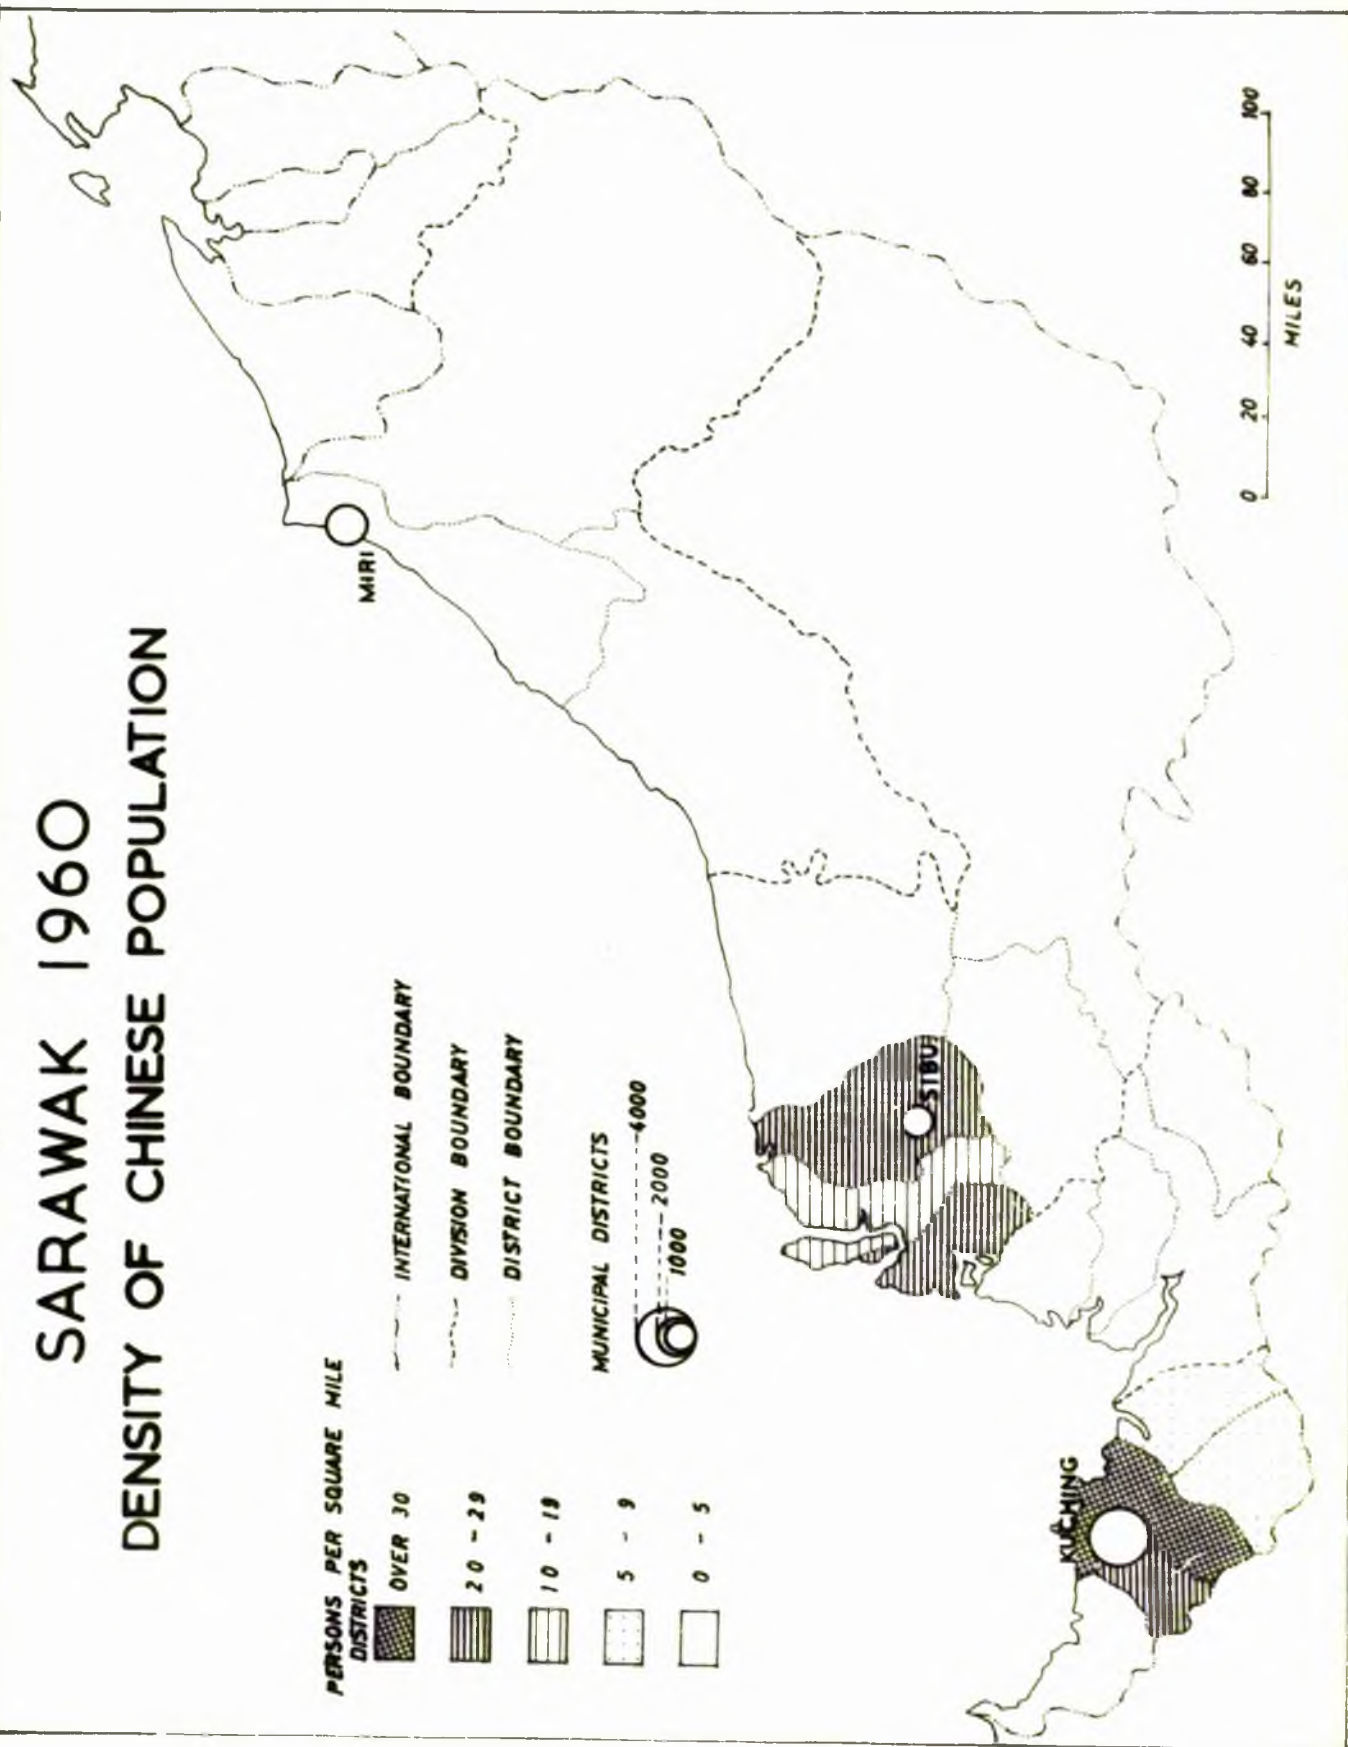 SARAWAK 1960
DENSITY OF CHINESE POPULATION
PERSONS PER SQUARE MILE
DISTRICTS
OVER 30
20 - 29
10 - 19
5 - 9
0 - 5
INTERNATIONAL BOUNDARY
DIVISION BOUNDARY
DISTRICT BOUNDARY
MUNICIPAL DISTRICTS
4000
2000
1000
MIRI
SIBU
KUCHING
0 20 40 60 80 100
MILES